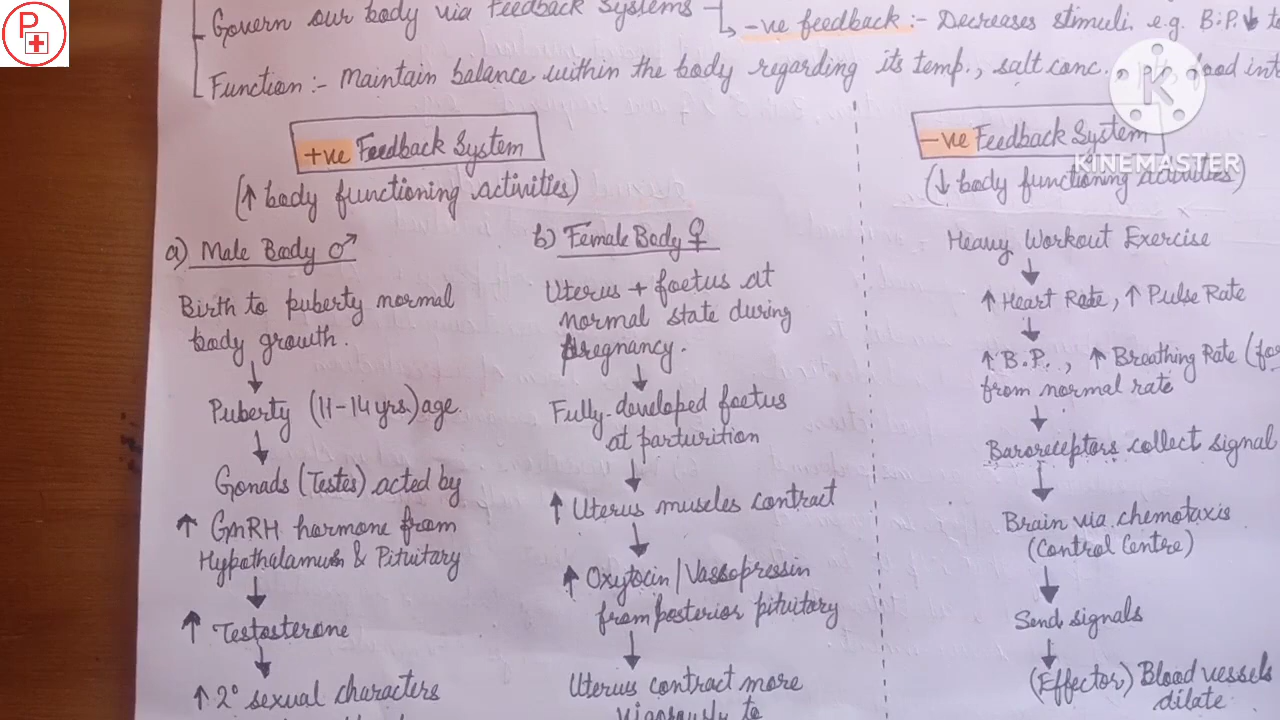 P
Govern our body via Feedback Systems
-ve feedback :- Decreases stimuli. e.g. B.P.↓ to
Function :- Maintain balance within the body regarding its temp., salt conc.
KINEMASTER
+ve Feedback System
(↑ body functioning activities)
a) Male Body ♂
Birth to puberty normal
body growth.
↓
Puberty (11-14 yrs.) age.
↓
Gonads (Testes) acted by
↑ GnRH hormone from
Hypothalamus & Pituitary
↓
↑ Testosterone
↓
↑ 2° sexual characters
b) Female Body ♀
Uterus + foetus at
normal state during
pregnancy.
↓
Fully-developed foetus
at parturition
↓
↑ Uterus muscles contract
↓
↑ Oxytocin/Vassopressin
from posterior pituitary
↓
Uterus contract more
vigorously to
-ve Feedback System
(↓ body functioning activities)
Heavy Workout Exercise
↓
↑ Heart Rate, ↑ Pulse Rate
↓
↑ B.P., ↑ Breathing Rate
from normal rate
↓
Baroreceptors collect signal
↓
Brain via chemotaxis
(Control Centre)
↓
Send signals
↓
(Effector) Blood vessels
dilate